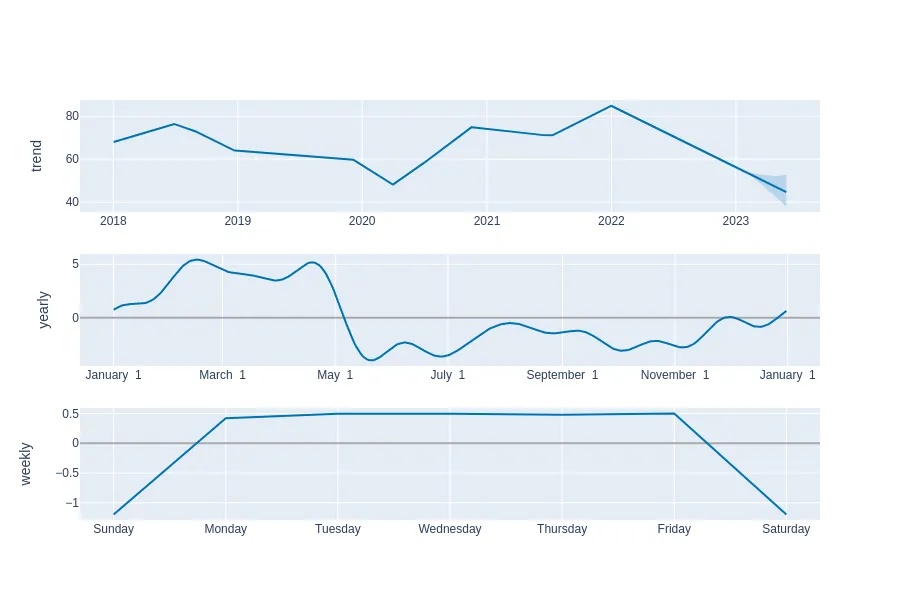 trend
80
60
40
2018 2019 2020 2021 2022 2023
yearly
5
0
January 1 March 1 May 1 July 1 September 1 November 1 January 1
weekly
0.5
0
−0.5
−1
Sunday Monday Tuesday Wednesday Thursday Friday Saturday